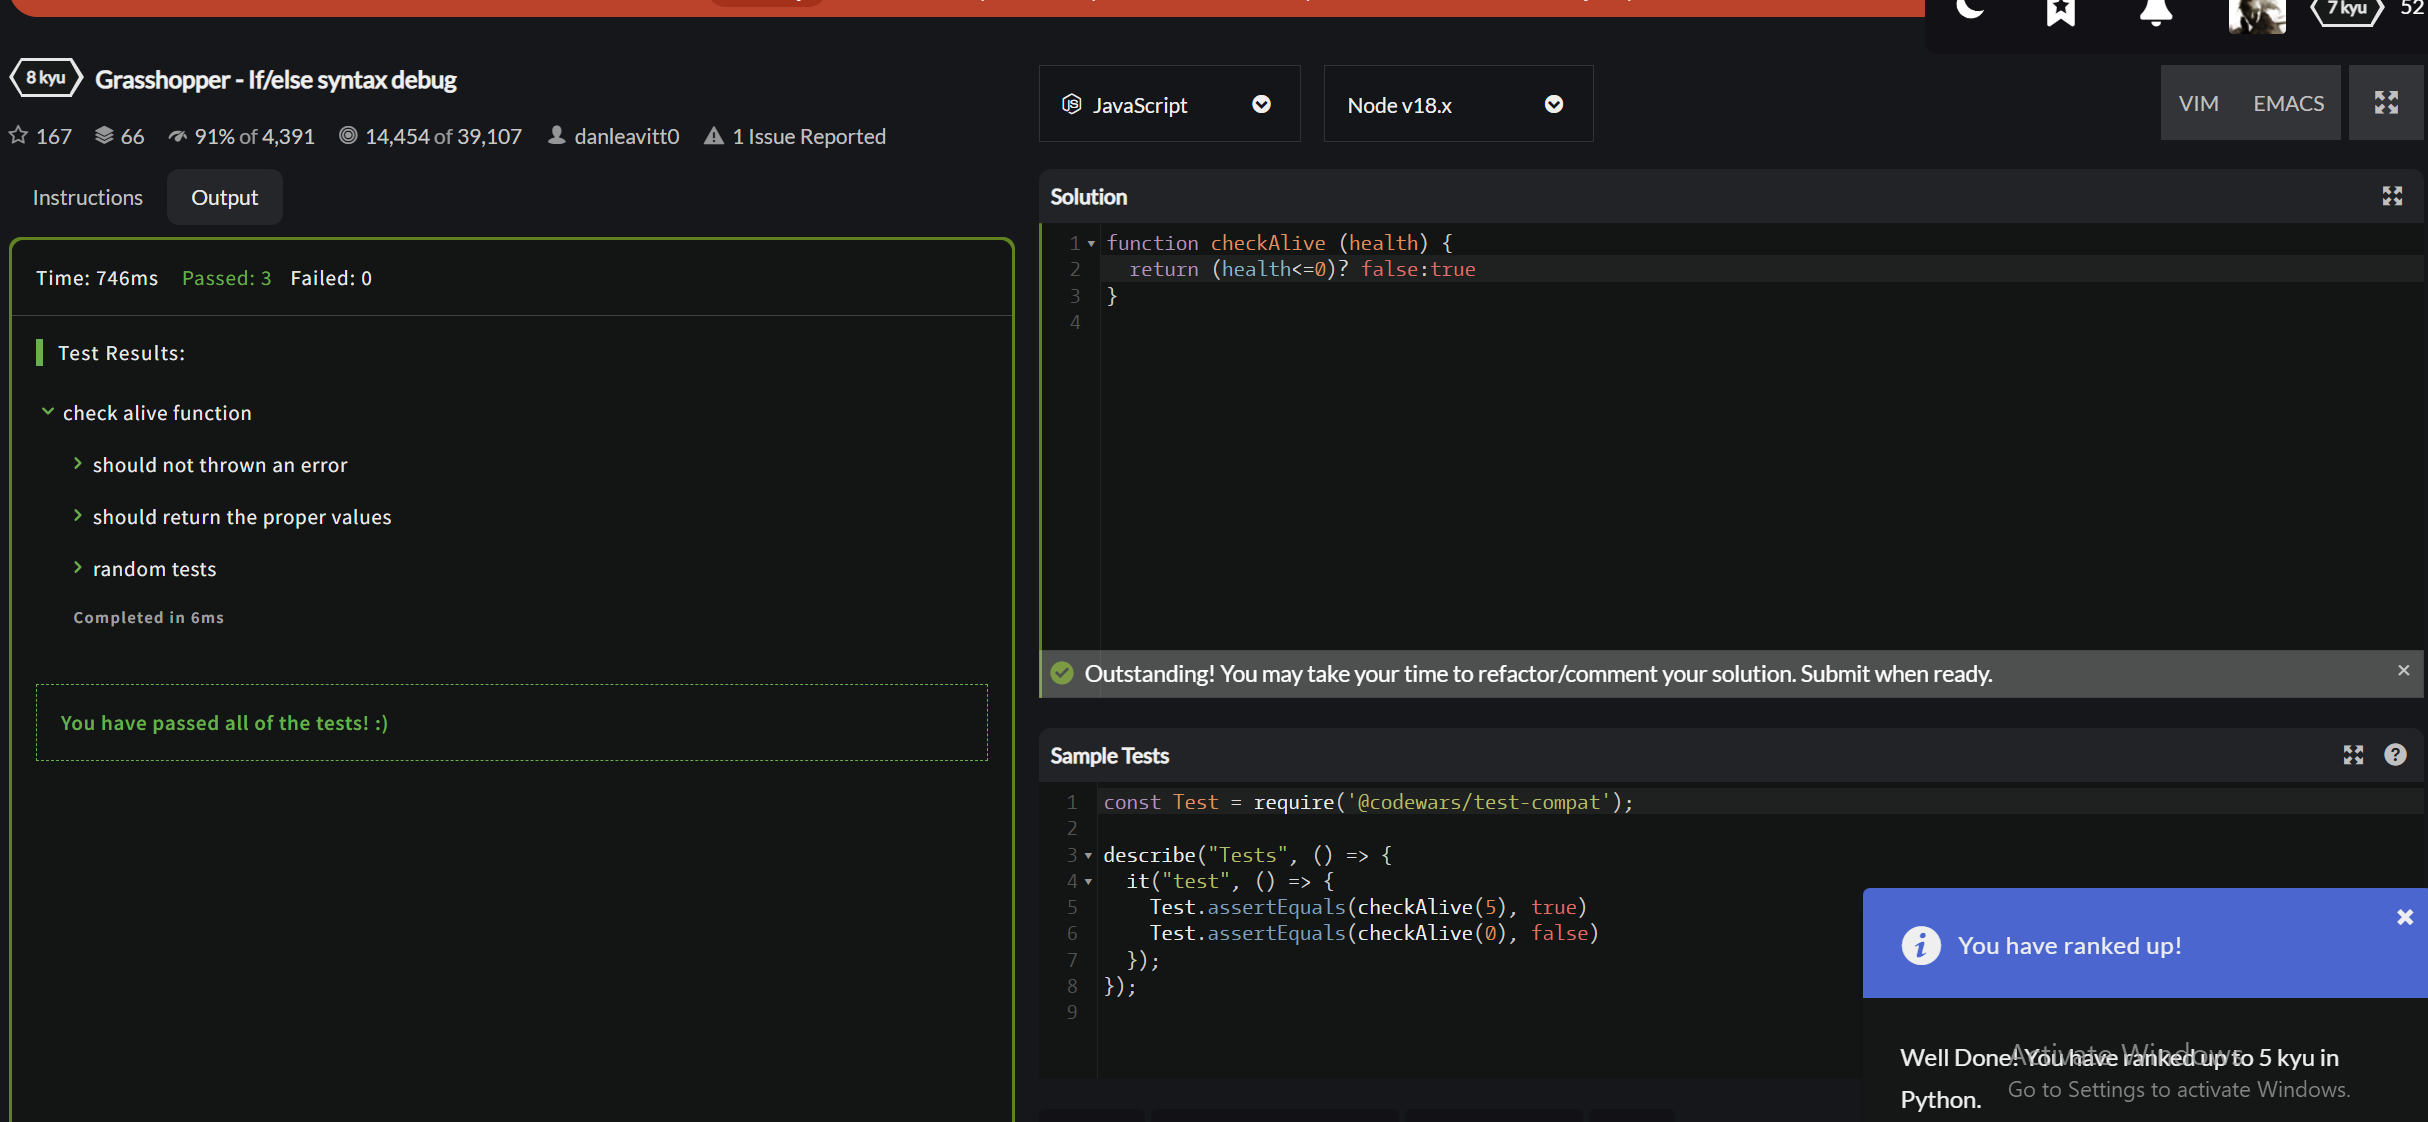 7 kyu
52
8 kyu
Grasshopper - If/else syntax debug
167
66
91% of 4,391
14,454 of 39,107
danleavitt0
1 Issue Reported
Instructions
Output
Time: 746ms
Passed: 3
Failed: 0
Test Results:
check alive function
should not thrown an error
should return the proper values
random tests
Completed in 6ms
You have passed all of the tests! :)
JS
JavaScript
Node v18.x
VIM
EMACS
Solution
1 function checkAlive (health) {
2   return (health<=0)? false:true
3 }
4
Outstanding! You may take your time to refactor/comment your solution. Submit when ready.
Sample Tests
1 const Test = require('@codewars/test-compat');
2
3 describe("Tests", () => {
4   it("test", () => {
5     Test.assertEquals(checkAlive(5), true)
6     Test.assertEquals(checkAlive(0), false)
7   });
8 });
9
You have ranked up!
Well Done! You have ranked up to 5 kyu in
Python.
Activate Windows
Go to Settings to activate Windows.